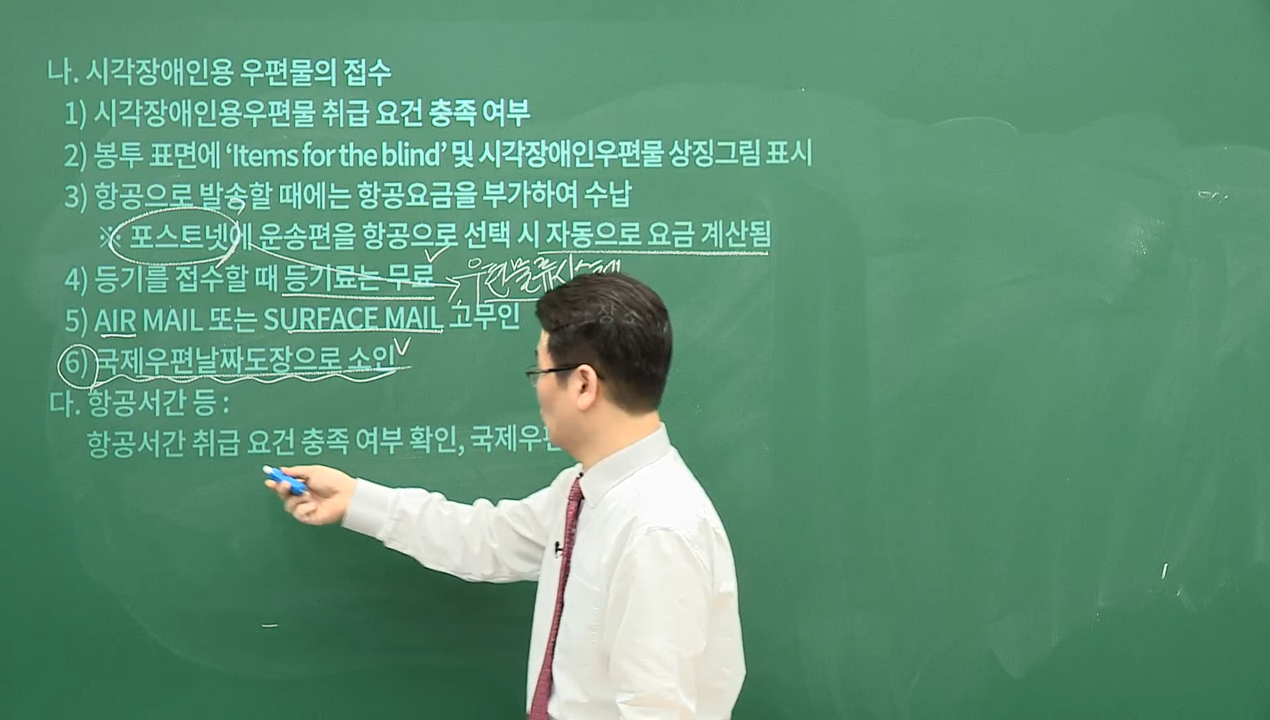 나. 시각장애인용 우편물의 접수
1) 시각장애인용우편물 취급 요건 충족 여부
2) 봉투 표면에 ‘Items for the blind’ 및 시각장애인우편물 상징그림 표시
3) 항공으로 발송할 때에는 항공요금을 부가하여 수납
※ 포스트넷에 운송편을 항공으로 선택 시 자동으로 요금 계산됨
4) 등기를 접수할 때 등기료는 무료 우편물류시스템
5) AIR MAIL 또는 SURFACE MAIL 고무인
6) 국제우편날짜도장으로 소인
다. 항공서간 등 :
항공서간 취급 요건 충족 여부 확인, 국제우편